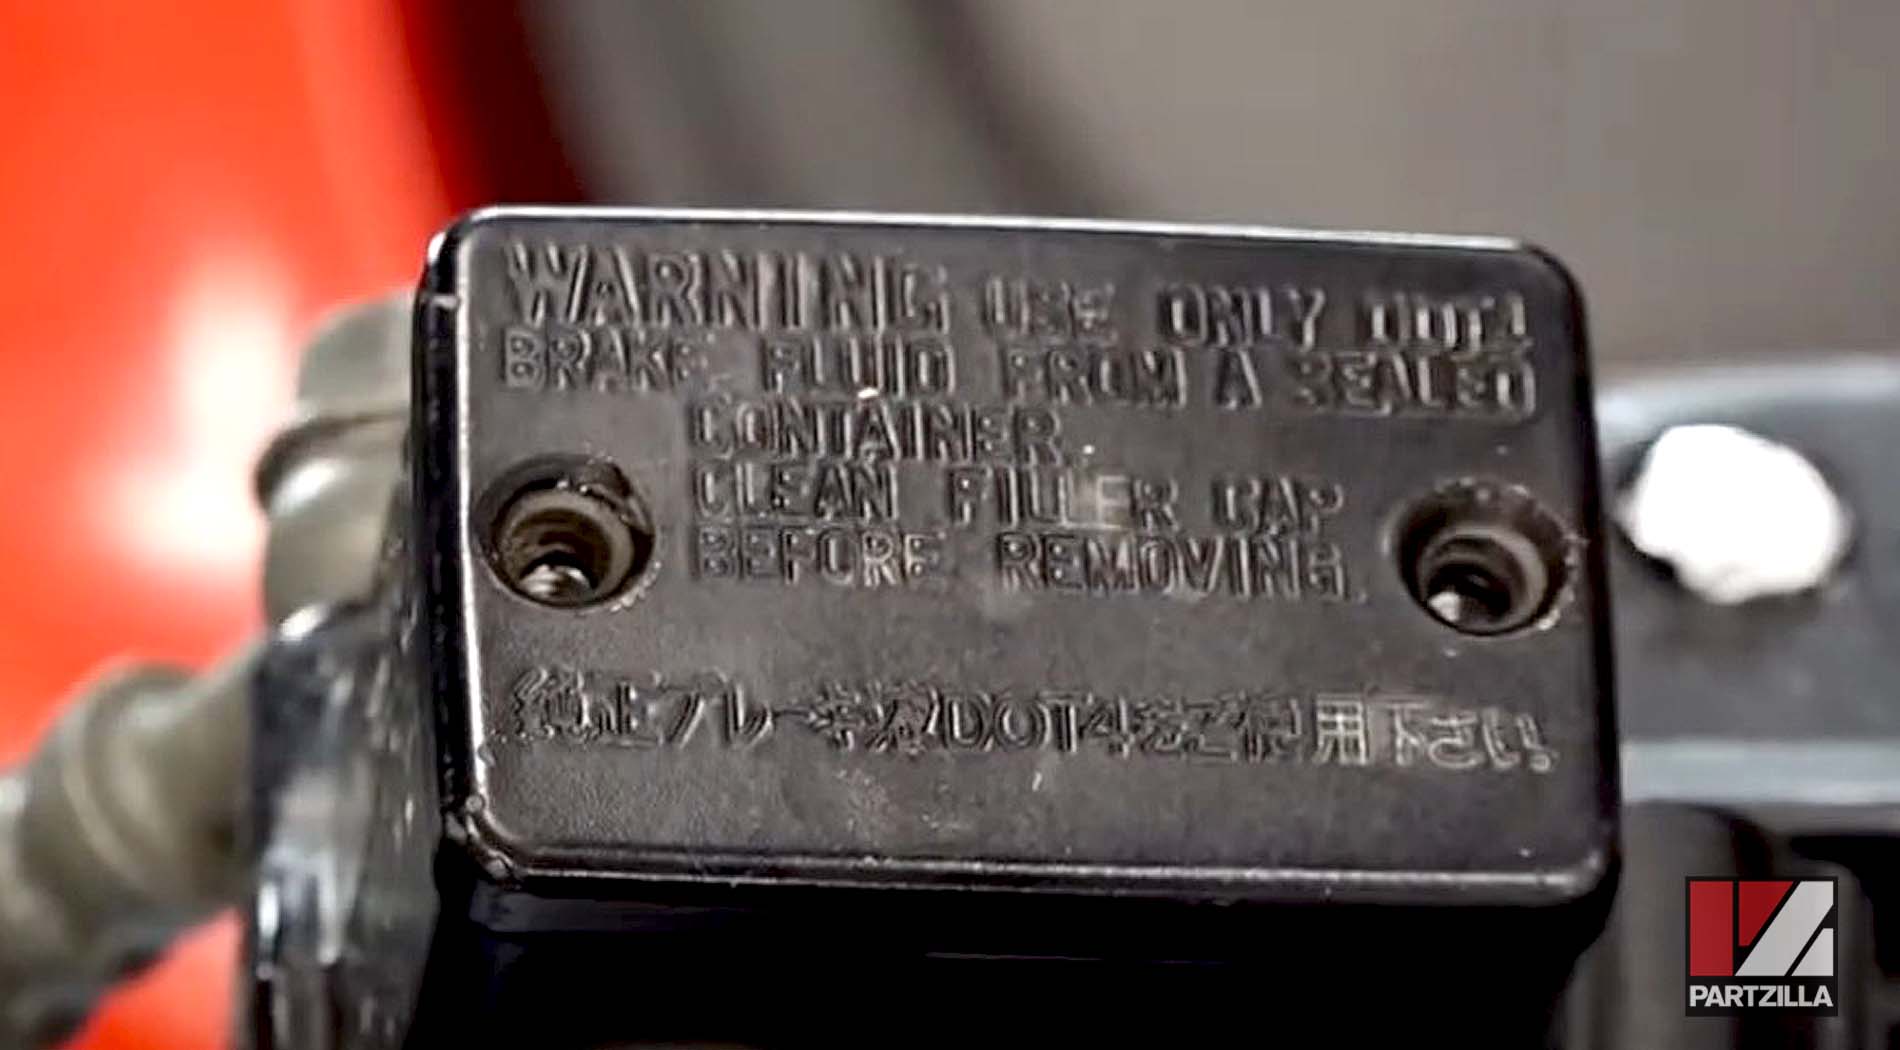 WARNING USE ONLY DOT4
BRAKE FLUID FROM A SEALED
CONTAINER.
CLEAN FILLER CAP
BEFORE REMOVING.
純正ブレーキ液DOT4をご使用下さい
PARTZILLA